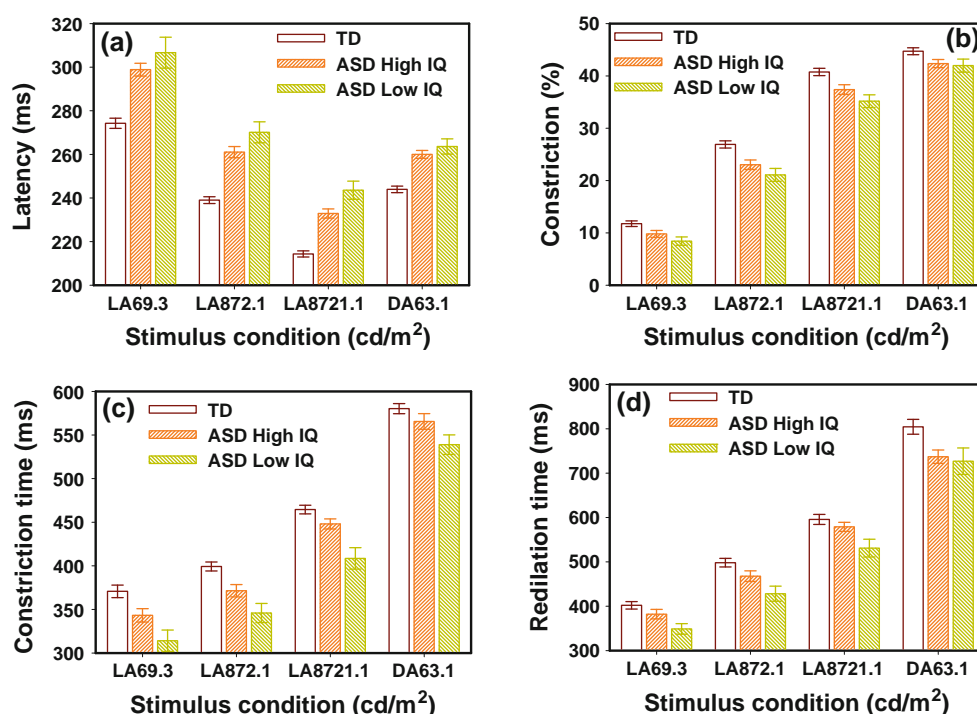 (a)
TD
ASD High IQ
ASD Low IQ
Latency (ms)
320
300
280
260
240
220
200
LA69.3 LA872.1 LA8721.1 DA63.1
Stimulus condition (cd/m²)
(b)
TD
ASD High IQ
ASD Low IQ
Constriction (%)
50
40
30
20
10
0
LA69.3 LA872.1 LA8721.1 DA63.1
Stimulus condition (cd/m²)
(c)
TD
ASD High IQ
ASD Low IQ
Constriction time (ms)
600
550
500
450
400
350
300
LA69.3 LA872.1 LA8721.1 DA63.1
Stimulus condition (cd/m²)
(d)
TD
ASD High IQ
ASD Low IQ
Redilation time (ms)
900
800
700
600
500
400
300
LA69.3 LA872.1 LA8721.1 DA63.1
Stimulus condition (cd/m²)